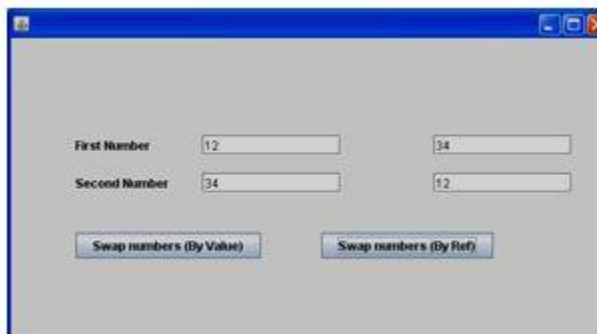 First Number 12 34
Second Number 34 12
Swap numbers (By Value) Swap numbers (By Ref)